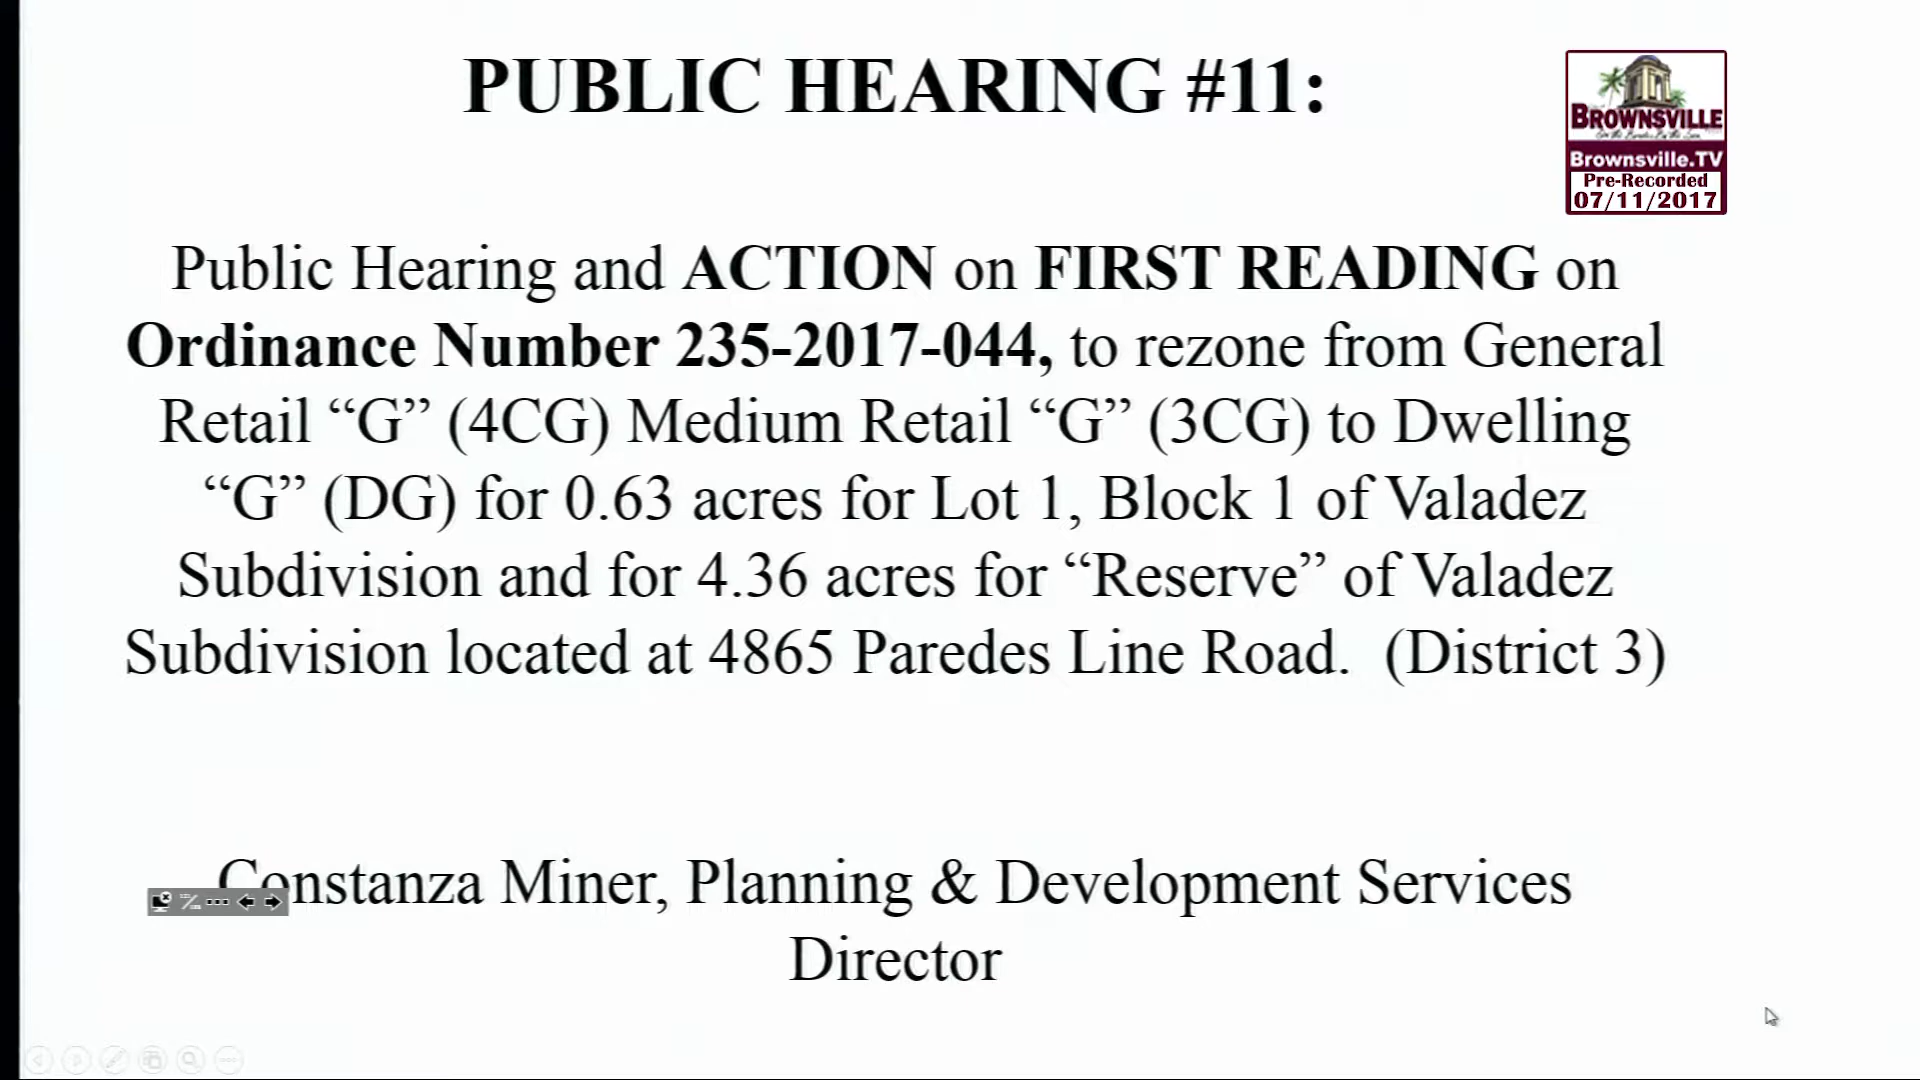 PUBLIC HEARING #11:
BROWNSVILLE
Brownsville.TV
Pre-Recorded
07/11/2017
Public Hearing and ACTION on FIRST READING on
Ordinance Number 235-2017-044, to rezone from General
Retail “G” (4CG) Medium Retail “G” (3CG) to Dwelling
“G” (DG) for 0.63 acres for Lot 1, Block 1 of Valadez
Subdivision and for 4.36 acres for “Reserve” of Valadez
Subdivision located at 4865 Paredes Line Road.  (District 3)
Constanza Miner, Planning & Development Services
Director